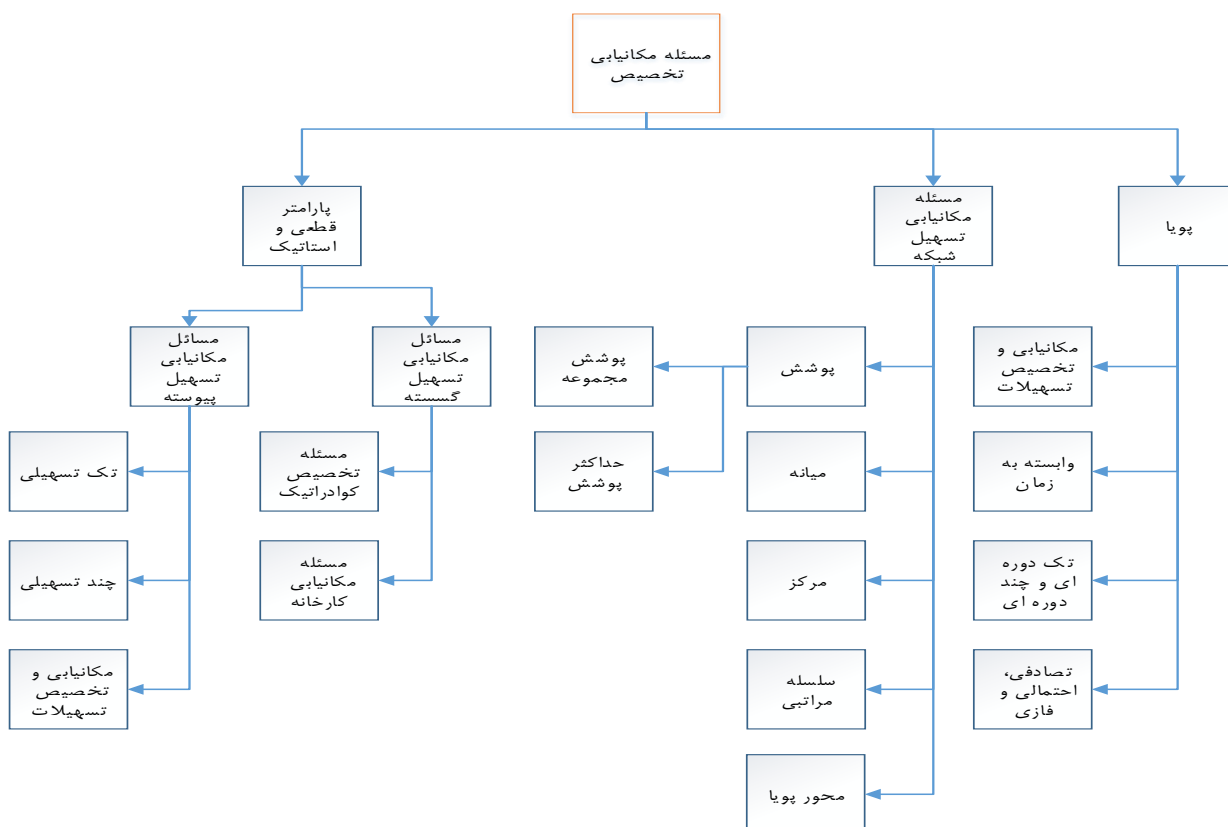 مسئله مکانیابی
تخصیص
پویا
مسئله
مکانیابی
تسهیل
شبکه
پارامتر
قطعی و
استاتیک
مکانیابی و
تخصیص
تسهیلات
وابسته به
زمان
تک دوره
ای و چند
دوره ای
تصادفی،
احتمالی و
فازی
پوشش
میانه
مرکز
سلسله
مراتبی
محور پویا
پوشش
مجموعه
حداکثر
پوشش
مسائل
مکانیابی
تسهیل
گسسته
مسئله
تخصیص
کوادراتیک
مسئله
مکانیابی
کارخانه
مسائل
مکانیابی
تسهیل
پیوسته
تک تسهیلی
چند تسهیلی
مکانیابی و
تخصیص
تسهیلات